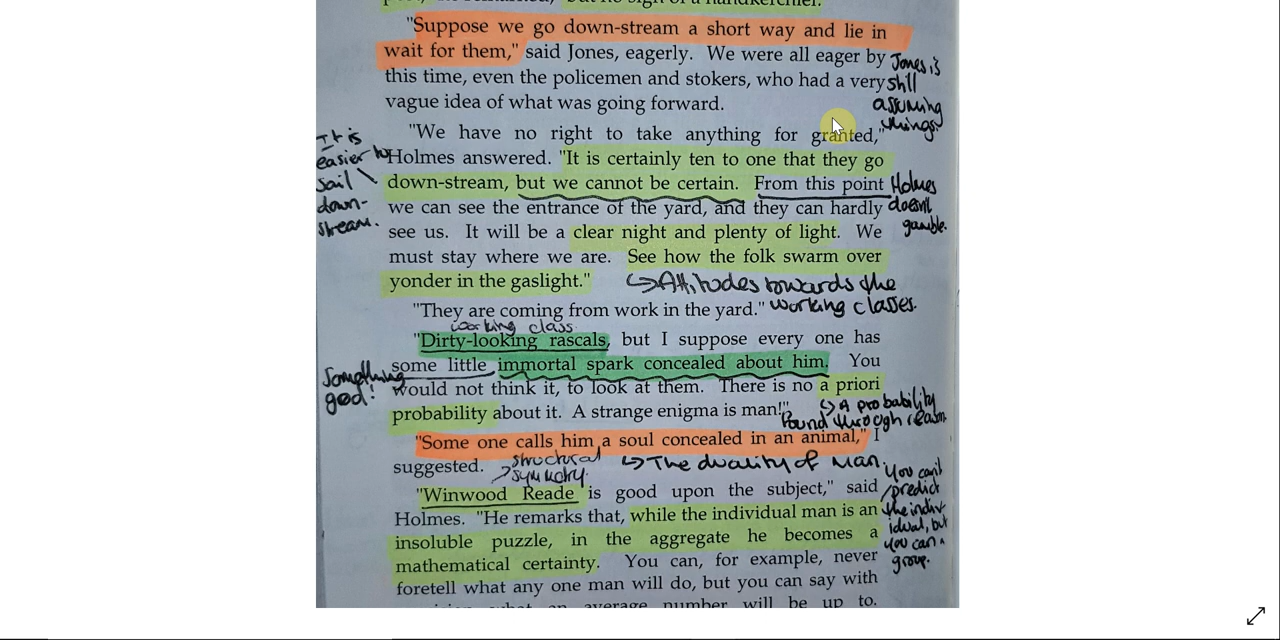 "Suppose we go down-stream a short way and lie in
wait for them," said Jones, eagerly. We were all eager by
this time, even the policemen and stokers, who had a very
vague idea of what was going forward.
Jones is
still
assuming
things.
"We have no right to take anything for granted,"
Holmes answered. "It is certainly ten to one that they go
down-stream, but we cannot be certain. From this point
we can see the entrance of the yard, and they can hardly
see us. It will be a clear night and plenty of light. We
must stay where we are. See how the folk swarm over
yonder in the gaslight."
It is
easier to
sail
down-
stream.
Holmes
doesn't
gamble.
↳Attitudes towards the
working classes.
"They are coming from work in the yard."
working class
"Dirty-looking rascals, but I suppose every one has
some little immortal spark concealed about him. You
would not think it, to look at them. There is no a priori
probability about it. A strange enigma is man!"
Something
good!
↳A probability
found through reason.
"Some one calls him a soul concealed in an animal," I
suggested.
structural
symmetry.
↳The duality of man.
"Winwood Reade is good upon the subject," said
Holmes. "He remarks that, while the individual man is an
insoluble puzzle, in the aggregate he becomes a
mathematical certainty. You can, for example, never
foretell what any one man will do, but you can say with
average number will be up to.
You can't
predict
the indiv-
idual, but
you can a
group.